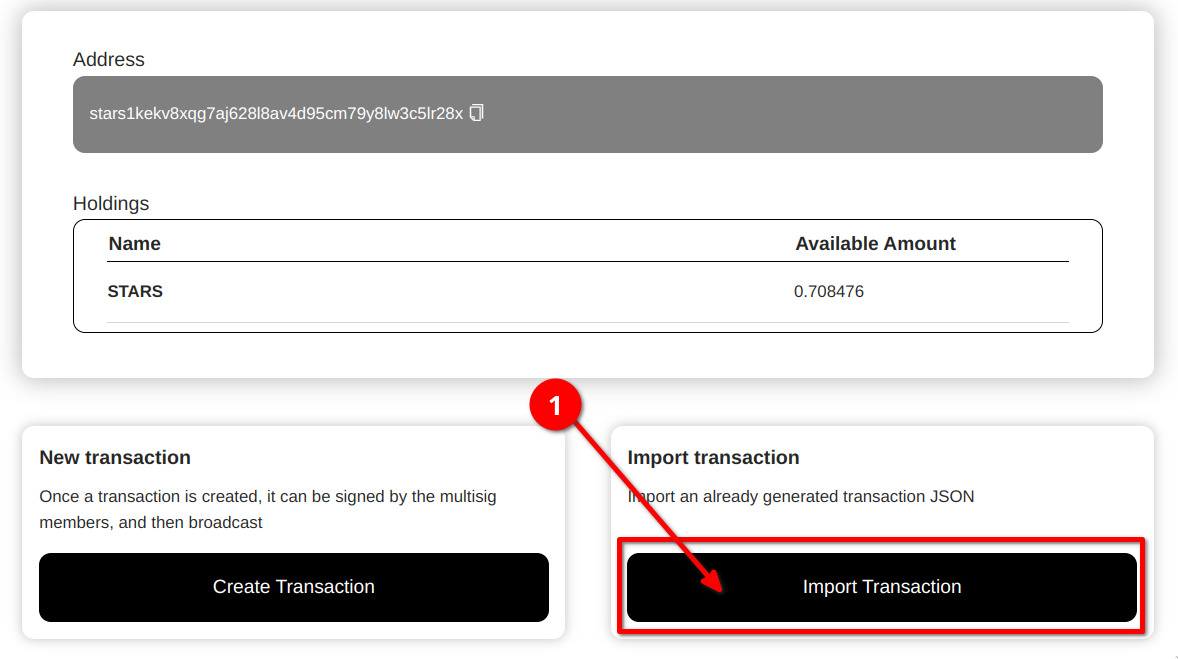 Address
stars1kekv8xqg7aj628l8av4d95cm79y8lw3c5lr28x
Holdings
Name Available Amount
STARS 0.708476
1
New transaction
Once a transaction is created, it can be signed by the multisig
members, and then broadcast
Create Transaction
Import transaction
Import an already generated transaction JSON
Import Transaction